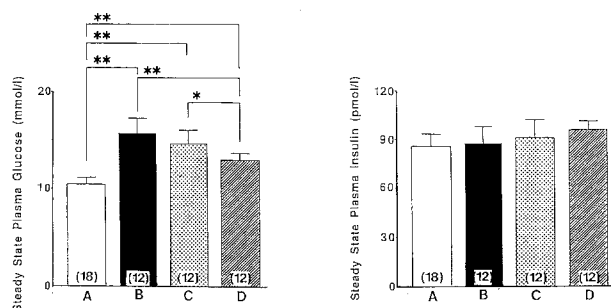 **
**
** **
*
Steady State Plasma Glucose (mmol/l)
20
10
0
(18) (12) (12) (12)
A B C D
Steady State Plasma Insulin (pmol/l)
120
90
60
30
0
(18) (12) (12) (12)
A B C D